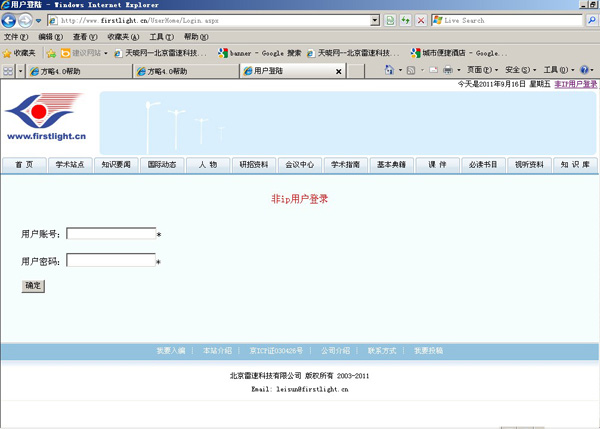 用户登陆 - Windows Internet Explorer
http://www.firstlight.cn/UserHome/Login.aspx
Live Search
文件(F) 编辑(E) 查看(V) 收藏夹(A) 工具(T) 帮助(H)
收藏夹 建议网站 天暖网—北京雷速科技... banner - Google 搜索 天暖网—北京雷速科技... 城市便捷酒店 - Google...
方略4.0帮助 方略4.0帮助 用户登陆 页面(P) 安全(S) 工具(O)
今天是2011年9月16日 星期五 非IP用户登录
www.firstlight.cn
首 页 学术站点 知识要闻 国际动态 人 物 研招资料 会议中心 学术指南 基本典籍 课 件 必读书目 视听资料 知 识 库
非ip用户登录
用户账号: *
用户密码: *
确定
我要入编 | 本站介绍 | 京ICP证030426号 | 公司介绍 | 联系方式 | 我要投稿
北京雷速科技有限公司 版权所有 2003-2011
Email: leisun@firstlight.cn